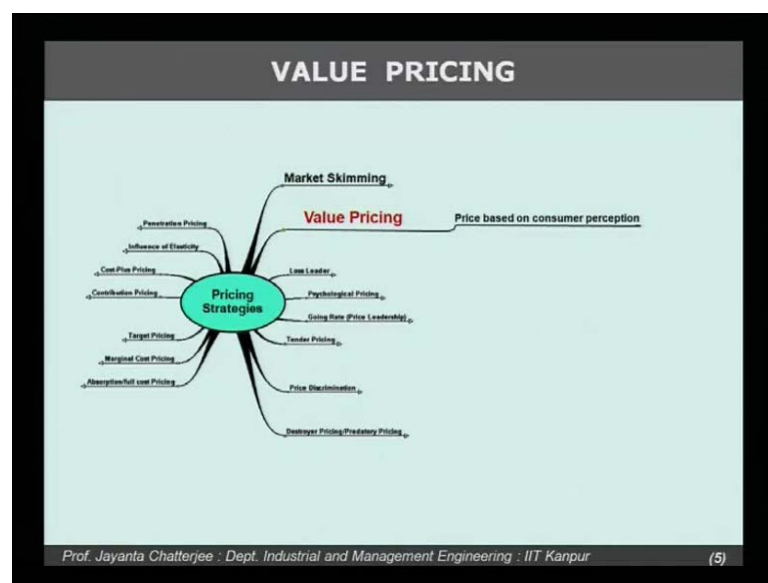 VALUE PRICING
Market Skimming
Value Pricing
Price based on consumer perception
Penetration Pricing
Influence of Elasticity
Cost-Plus Pricing
Contribution Pricing
Target Pricing
Marginal Cost Pricing
Absorption/full cost Pricing
Pricing
Strategies
Loss Leader
Psychological Pricing
Going Rate (Price Leadership)
Tender Pricing
Price Discrimination
Destroyer Pricing/Predatory Pricing
Prof. Jayanta Chatterjee : Dept. Industrial and Management Engineering : IIT Kanpur (5)